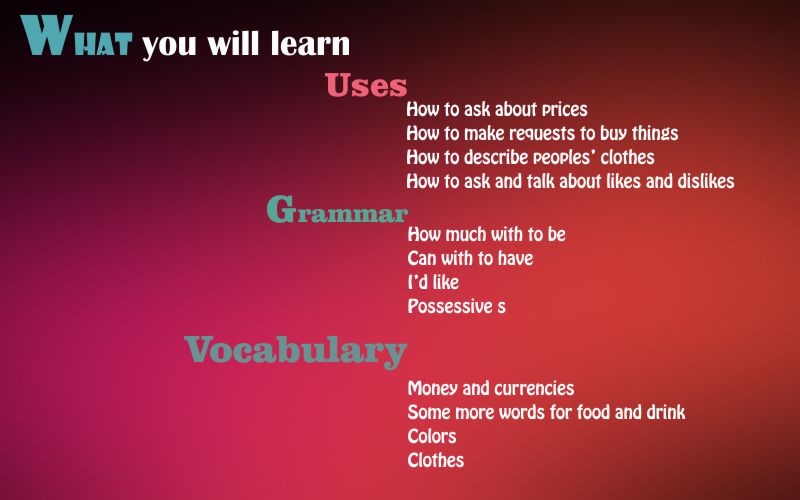 What you will learn
Uses
How to ask about prices
How to make requests to buy things
How to describe peoples' clothes
How to ask and talk about likes and dislikes
Grammar
How much with to be
Can with to have
I'd like
Possessive s
Vocabulary
Money and currencies
Some more words for food and drink
Colors
Clothes